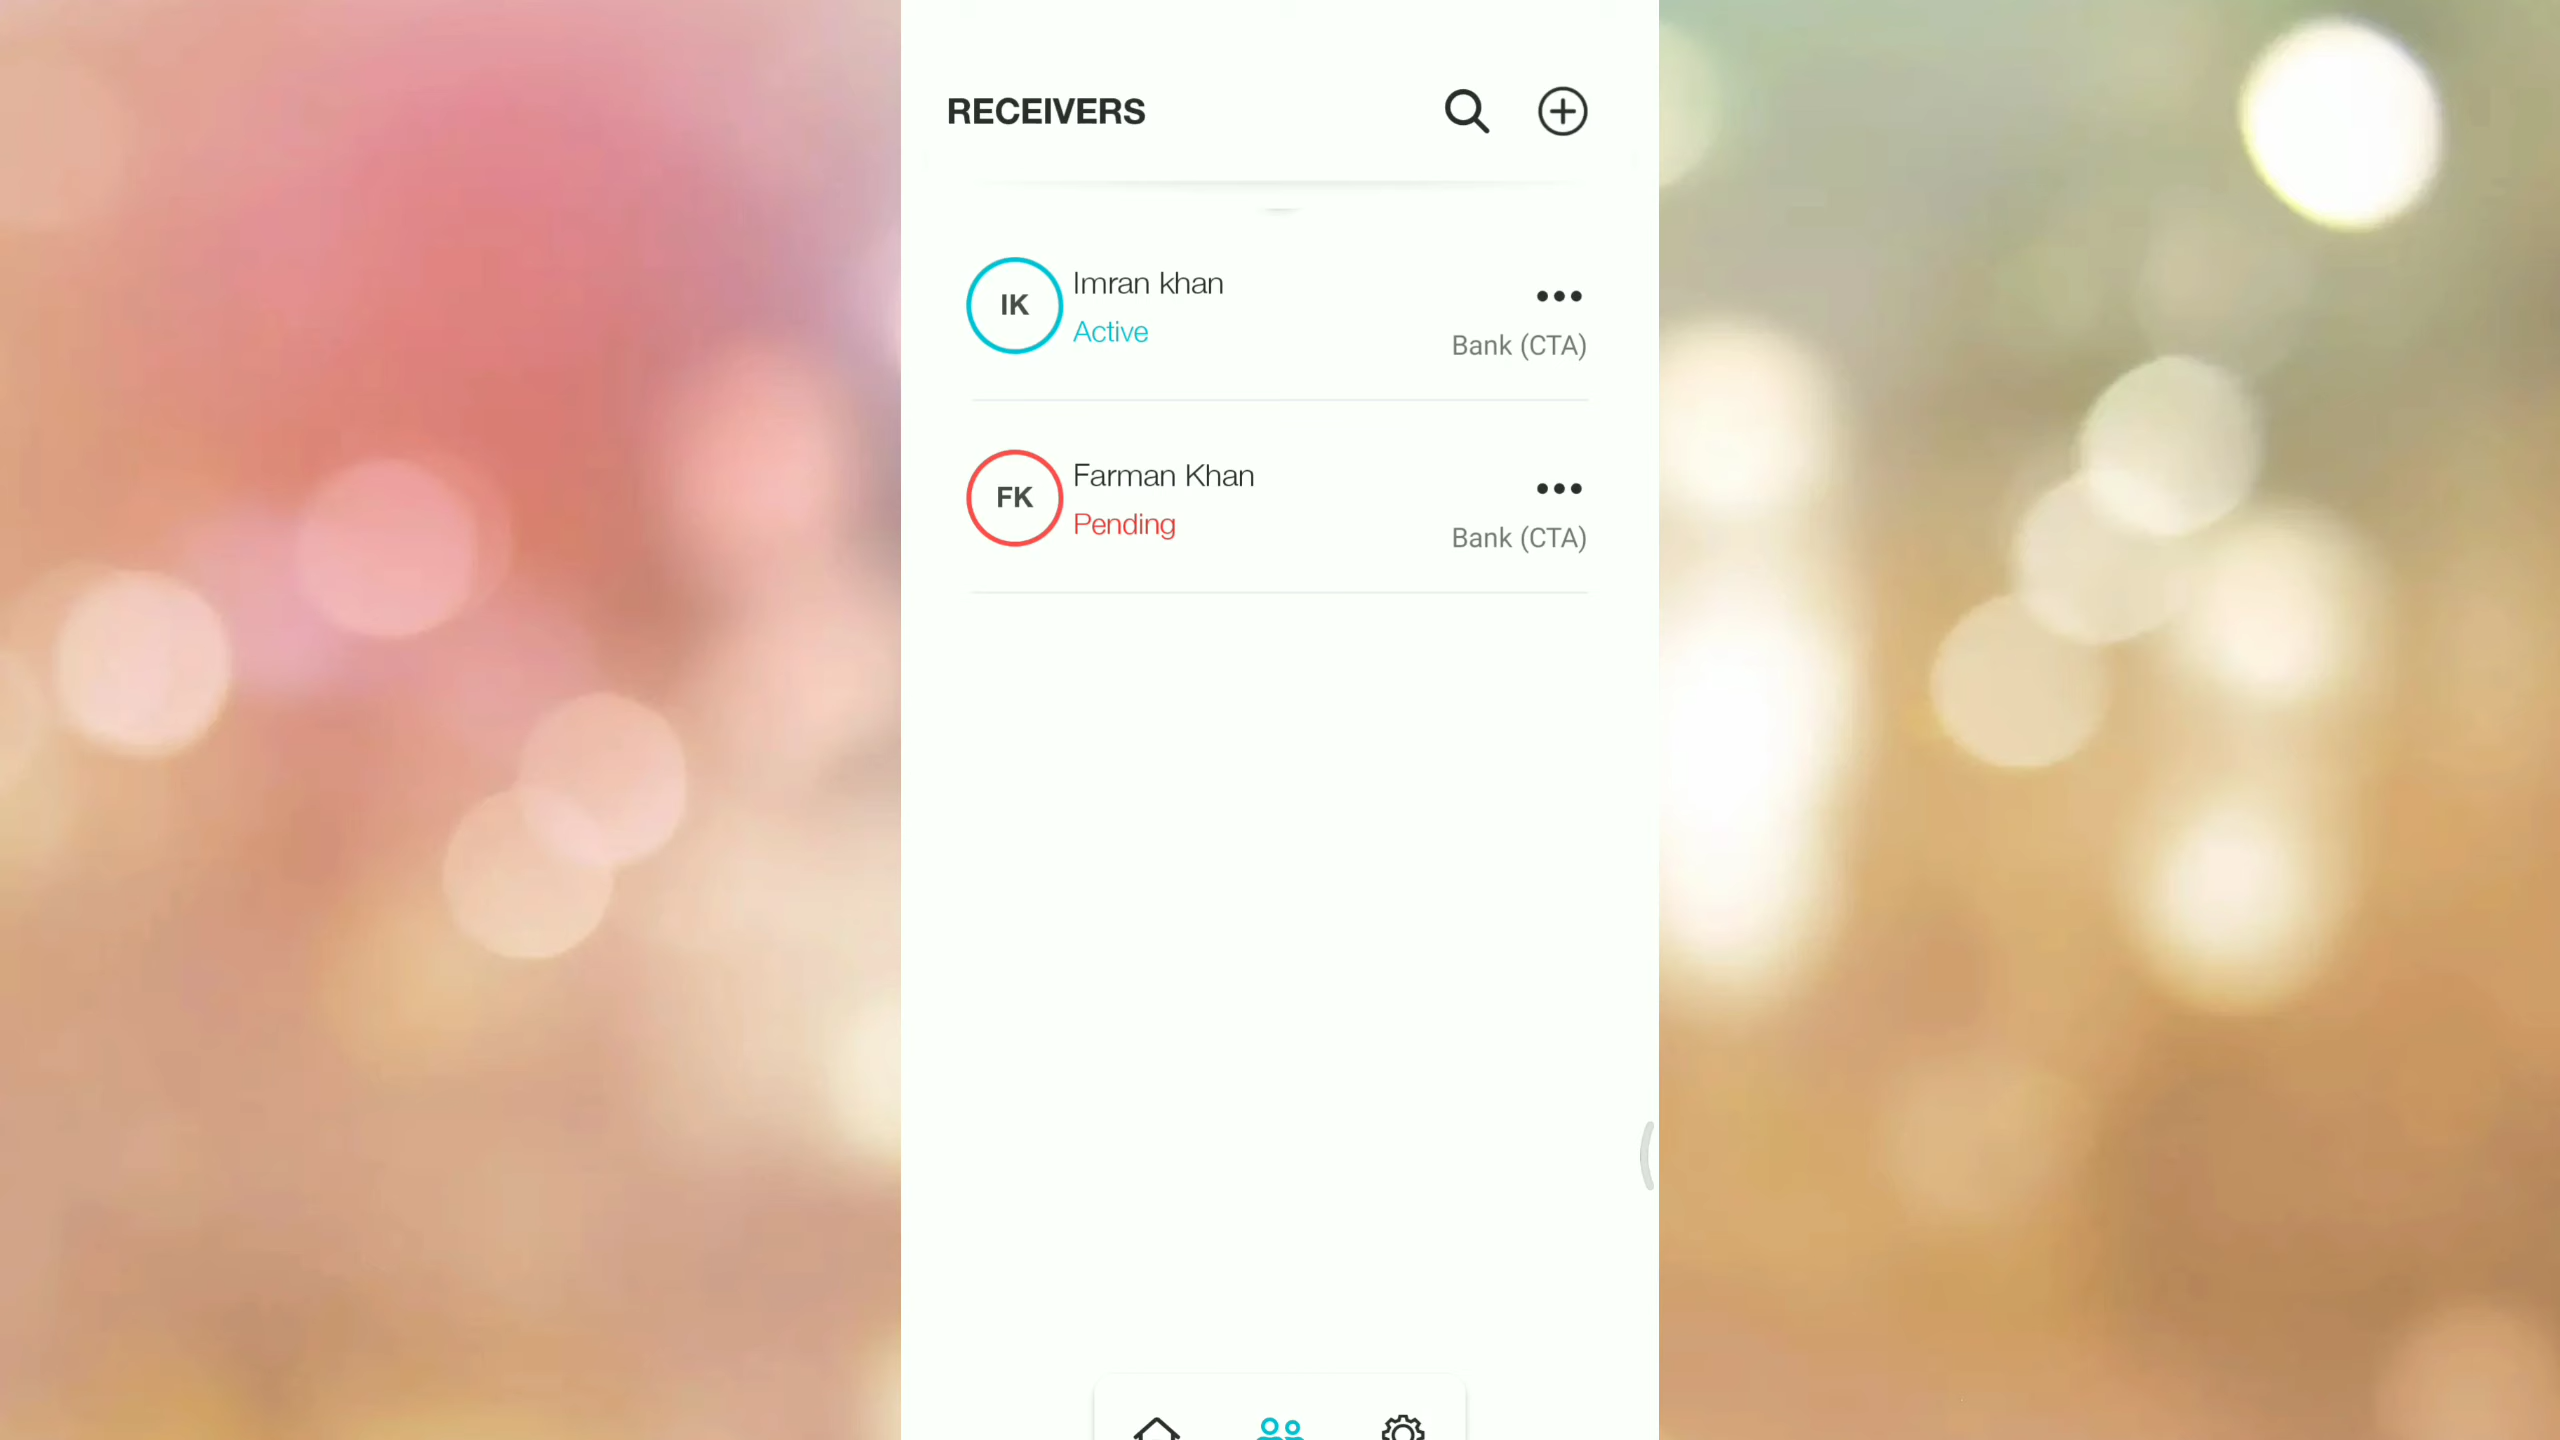 RECEIVERS
IK
Imran khan
Active
Bank (CTA)
FK
Farman Khan
Pending
Bank (CTA)